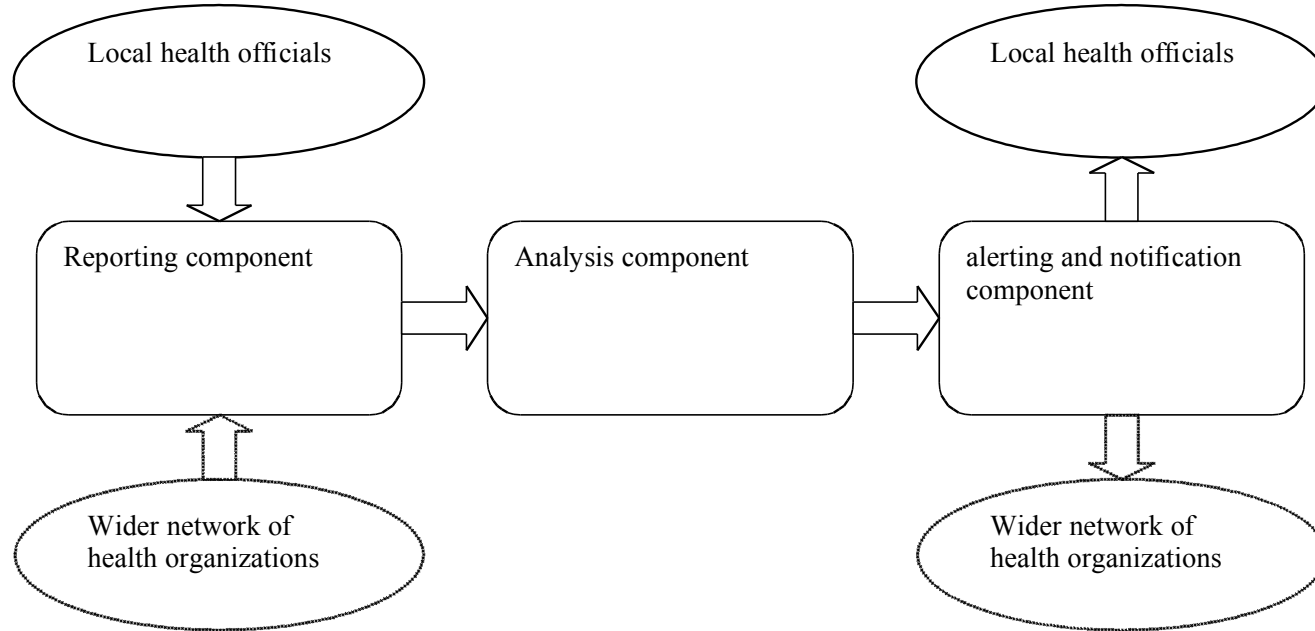 Local health officials
Local health officials
Reporting component
Analysis component
alerting and notification
component
Wider network of
health organizations
Wider network of
health organizations